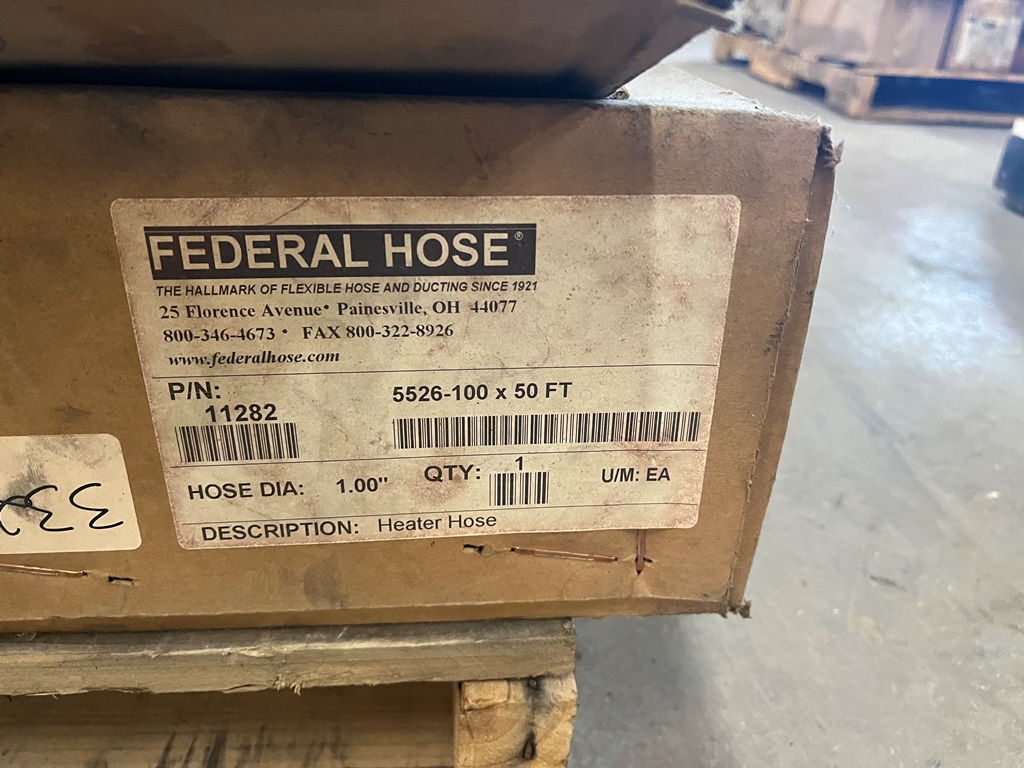 FEDERAL HOSE®
THE HALLMARK OF FLEXIBLE HOSE AND DUCTING SINCE 1921
25 Florence Avenue• Painesville, OH 44077
800-346-4673 • FAX 800-322-8926
www.federalhose.com
P/N:
11282
5526-100 x 50 FT
HOSE DIA: 1.00"
QTY: 1
U/M: EA
DESCRIPTION: Heater Hose